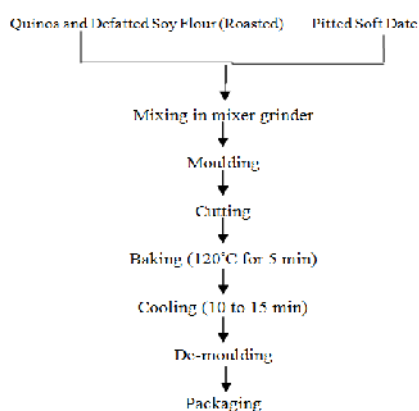 Quinoa and Defatted Soy Flour (Roasted) Pitted Soft Date
Mixing in mixer grinder
Moulding
Cutting
Baking (120°C for 5 min)
Cooling (10 to 15 min)
De-moulding
Packaging